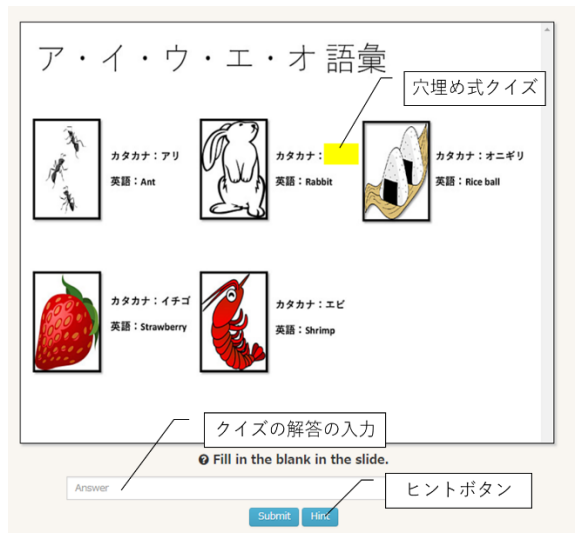 ア・イ・ウ・エ・オ 語彙
穴埋め式クイズ
カタカナ：アリ
英語：Ant
カタカナ：
英語：Rabbit
カタカナ：オニギリ
英語：Rice ball
カタカナ：イチゴ
英語：Strawberry
カタカナ：エビ
英語：Shrimp
クイズの解答の入力
Fill in the blank in the slide.
Answer
ヒントボタン
Submit
Hint